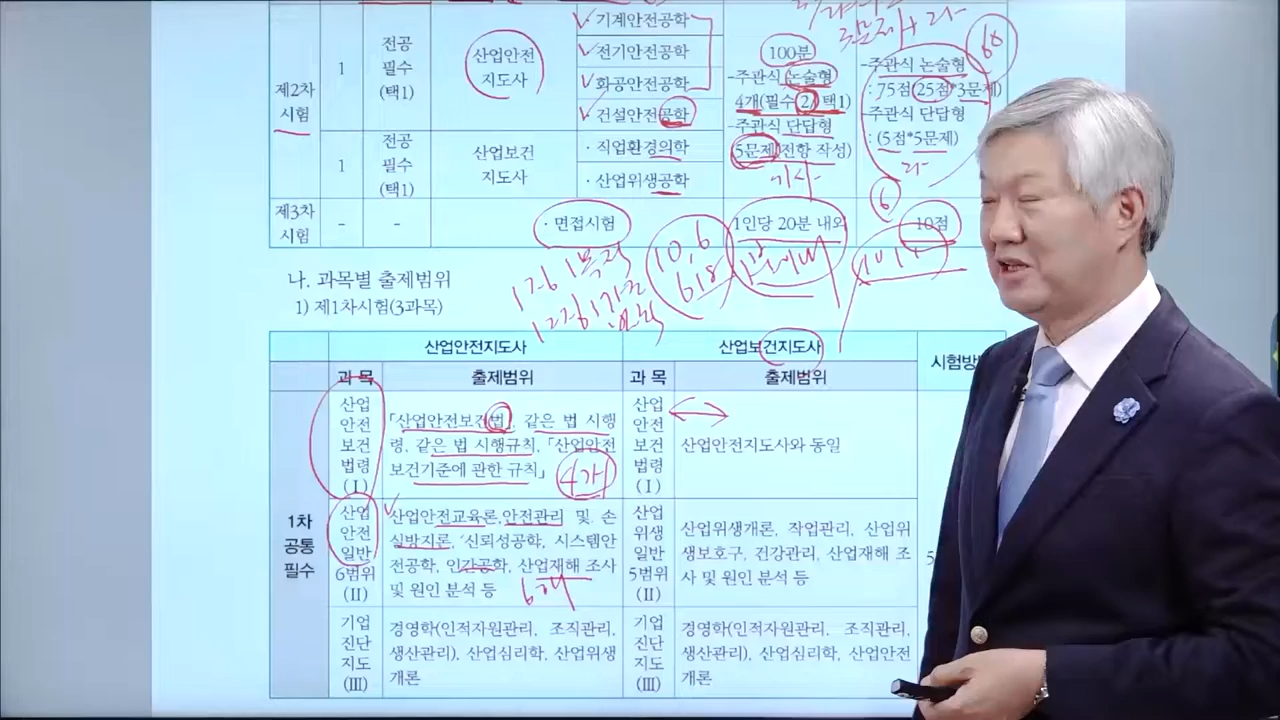 제2차
시험
1
전공
필수
(택1)
산업안전
지도사
기계안전공학
전기안전공학
화공안전공학
건설안전공학
100분
-주관식 논술형
4개(필수 2/ 택1)
-주관식 단답형
5문제(전항 작성)
-주관식 논술형
: 75점(25점*3문제)
-주관식 단답형
: (5점*5문제)
60
1
전공
필수
(택1)
산업보건
지도사
· 직업환경의학
· 산업위생공학
기사
6
제3차
시험
-
-
· 면접시험
1인당 20분 내외
10점
10, 6
618
나. 과목별 출제범위
1) 제1차시험(3과목)
산업안전지도사
산업보건지도사
시험방
과 목
출제범위
과 목
출제범위
1차
공통
필수
산업
안전
보건
법령
(Ⅰ)
「산업안전보건법」, 같은 법 시행
령, 같은 법 시행규칙, 「산업안전
보건기준에 관한 규칙」
4개
산업
안전
보건
법령
(Ⅰ)
산업안전지도사와 동일
산업
안전
일반
6범위
(Ⅱ)
산업안전교육론, 안전관리 및 손
실방지론, 신뢰성공학, 시스템안
전공학, 인간공학, 산업재해 조사
및 원인 분석 등
6개
산업
위생
일반
5범위
(Ⅱ)
산업위생개론, 작업관리, 산업위
생보호구, 건강관리, 산업재해 조
사 및 원인 분석 등
5
기업
진단
지도
(Ⅲ)
경영학(인적자원관리, 조직관리,
생산관리), 산업심리학, 산업위생
개론
기업
진단
지도
(Ⅲ)
경영학(인적자원관리, 조직관리,
생산관리), 산업심리학, 산업안전
개론